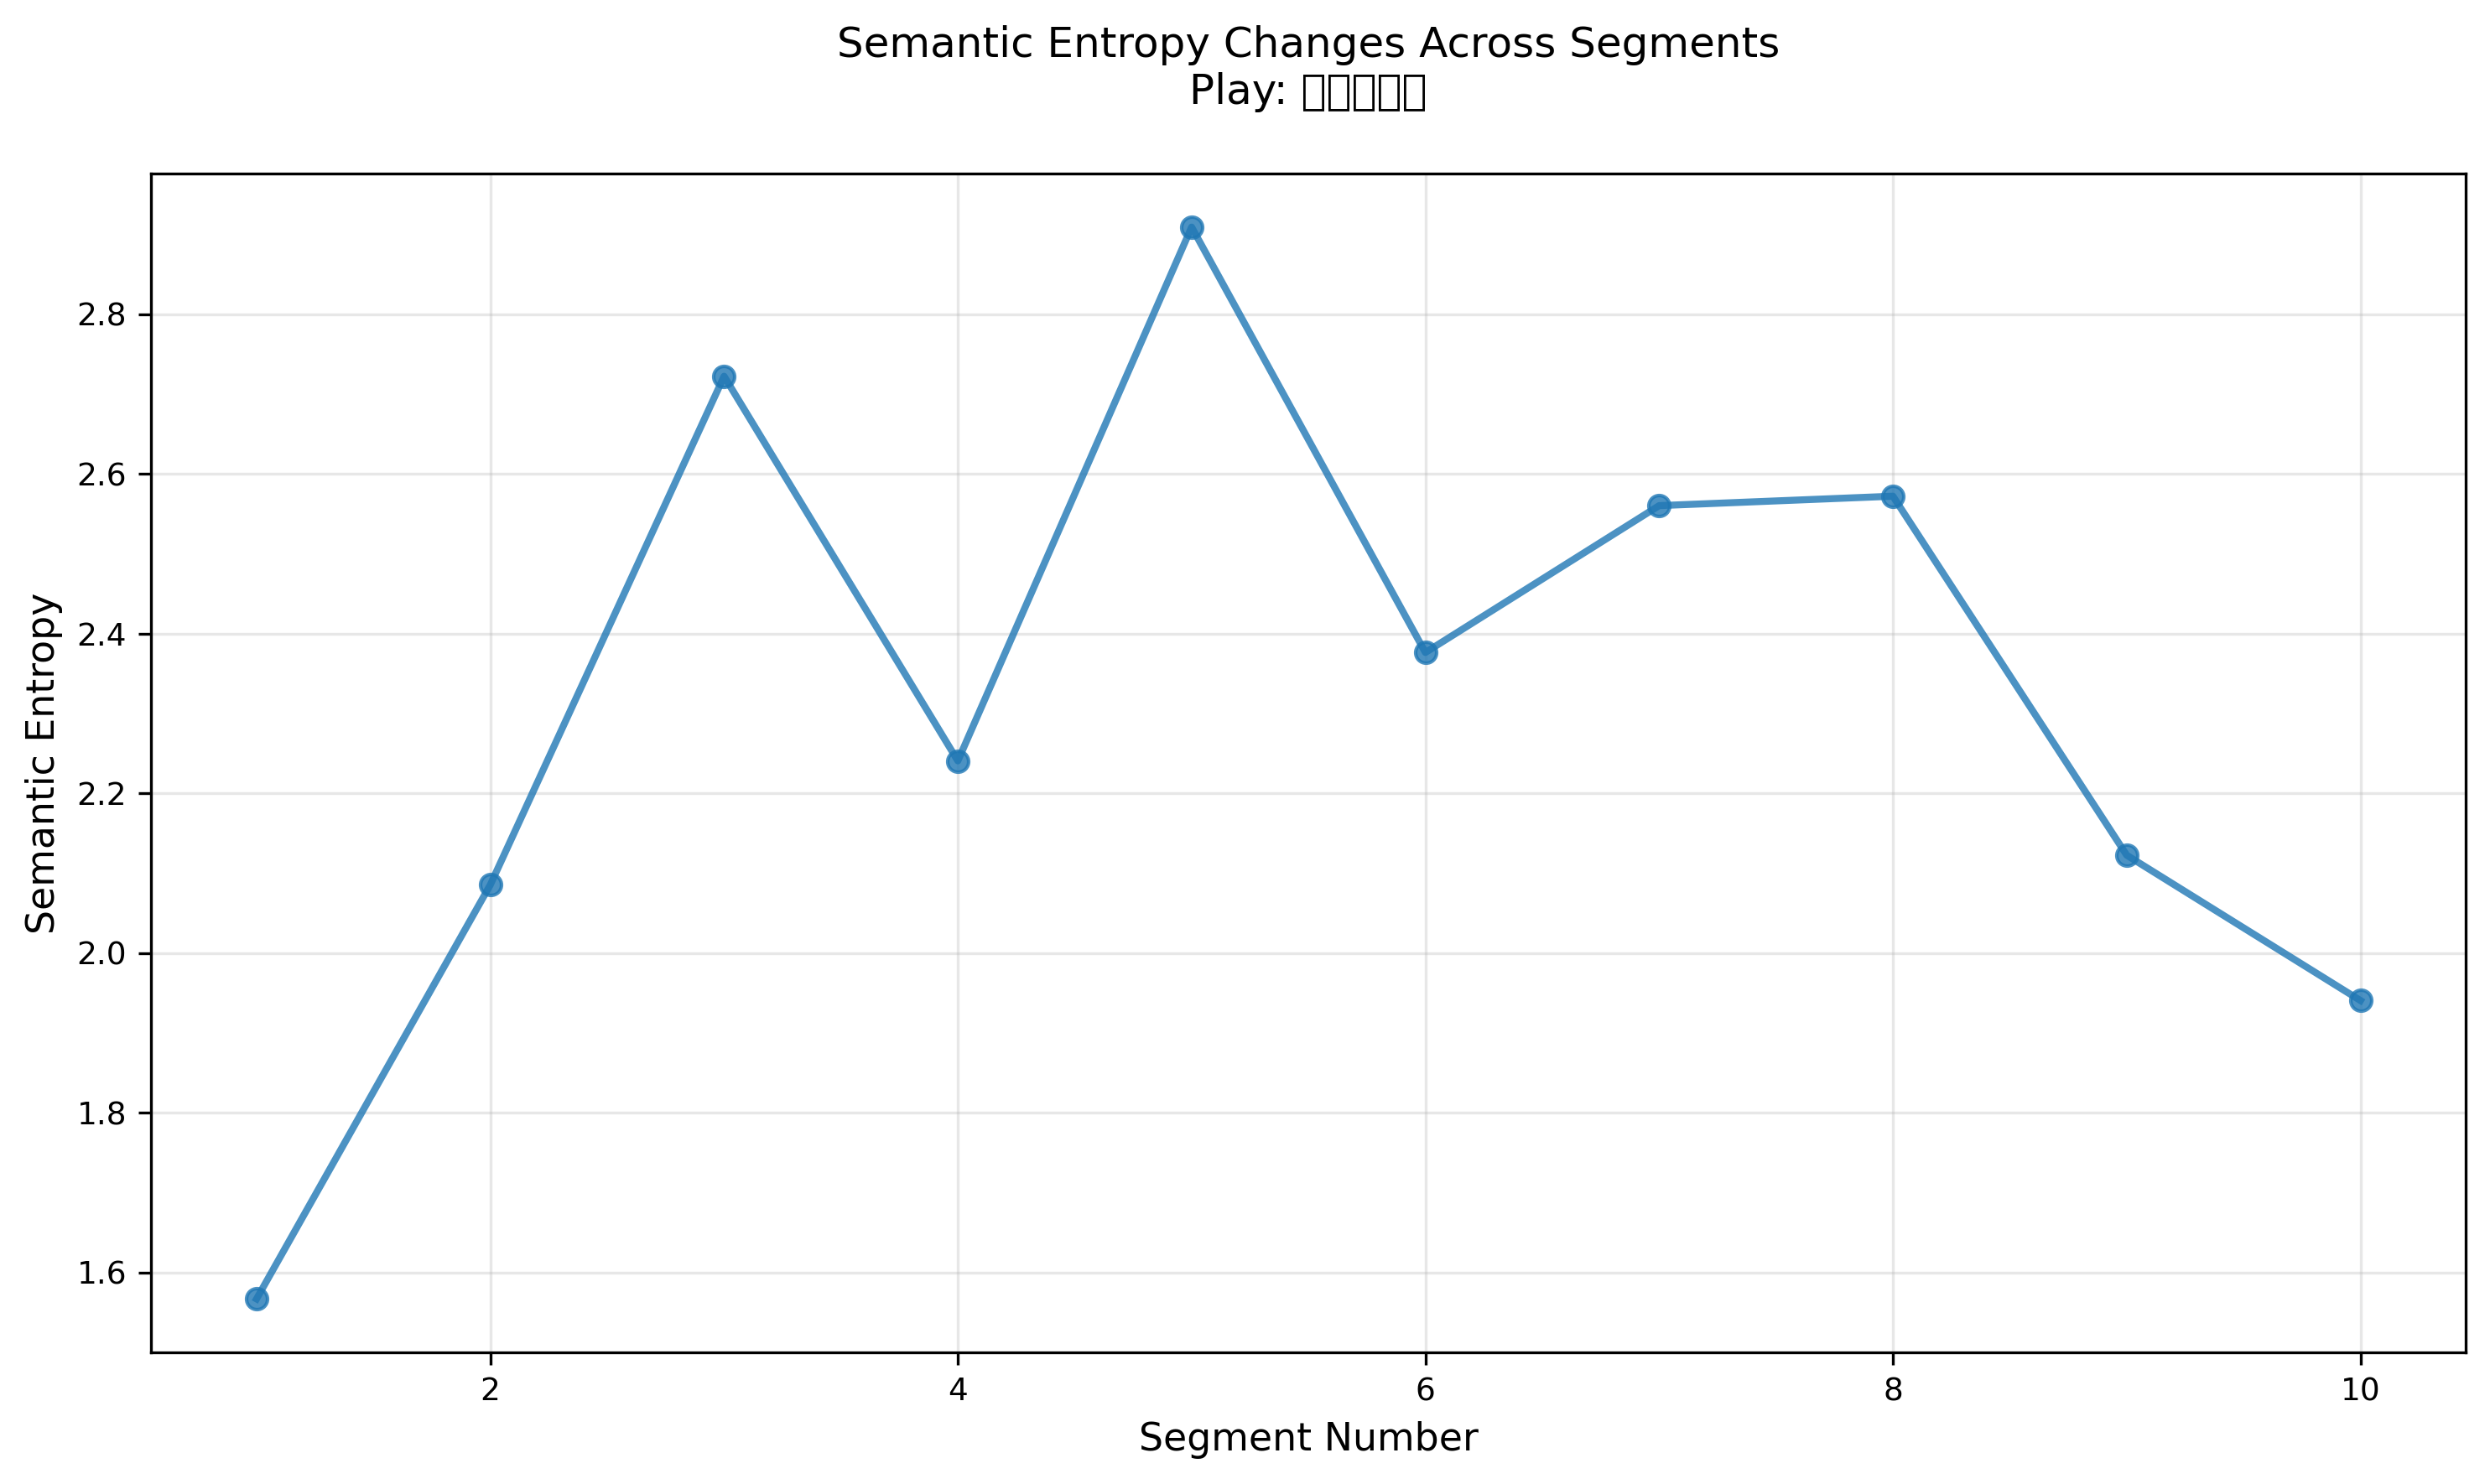 Semantic Entropy Changes Across Segments
Play:
Semantic Entropy
2.8
2.6
2.4
2.2
2.0
1.8
1.6
2 4 6 8 10
Segment Number